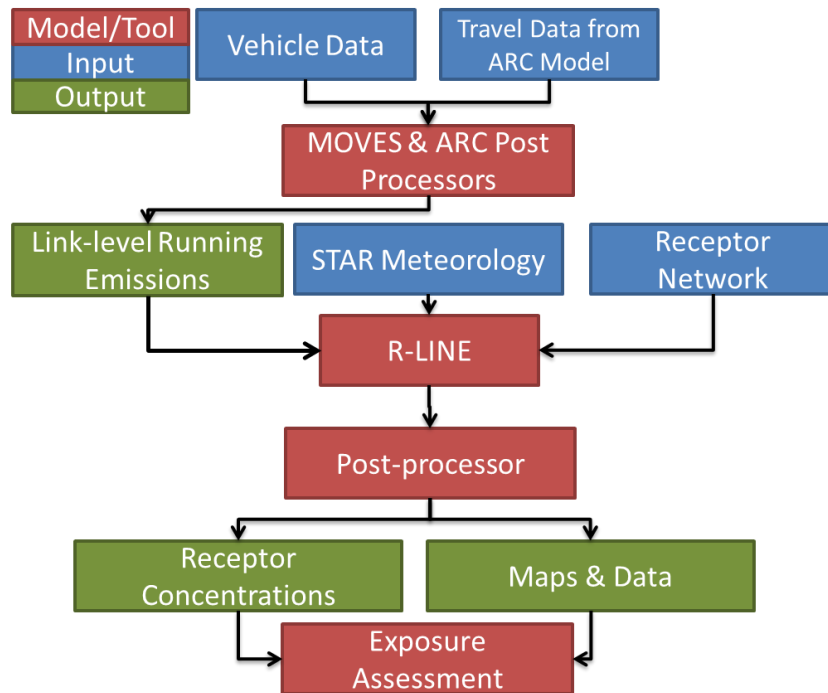 Model/Tool
Input
Output
Vehicle Data
Travel Data from
ARC Model
MOVES & ARC Post
Processors
Link-level Running
Emissions
STAR Meteorology
Receptor
Network
R-LINE
Post-processor
Receptor
Concentrations
Maps & Data
Exposure
Assessment